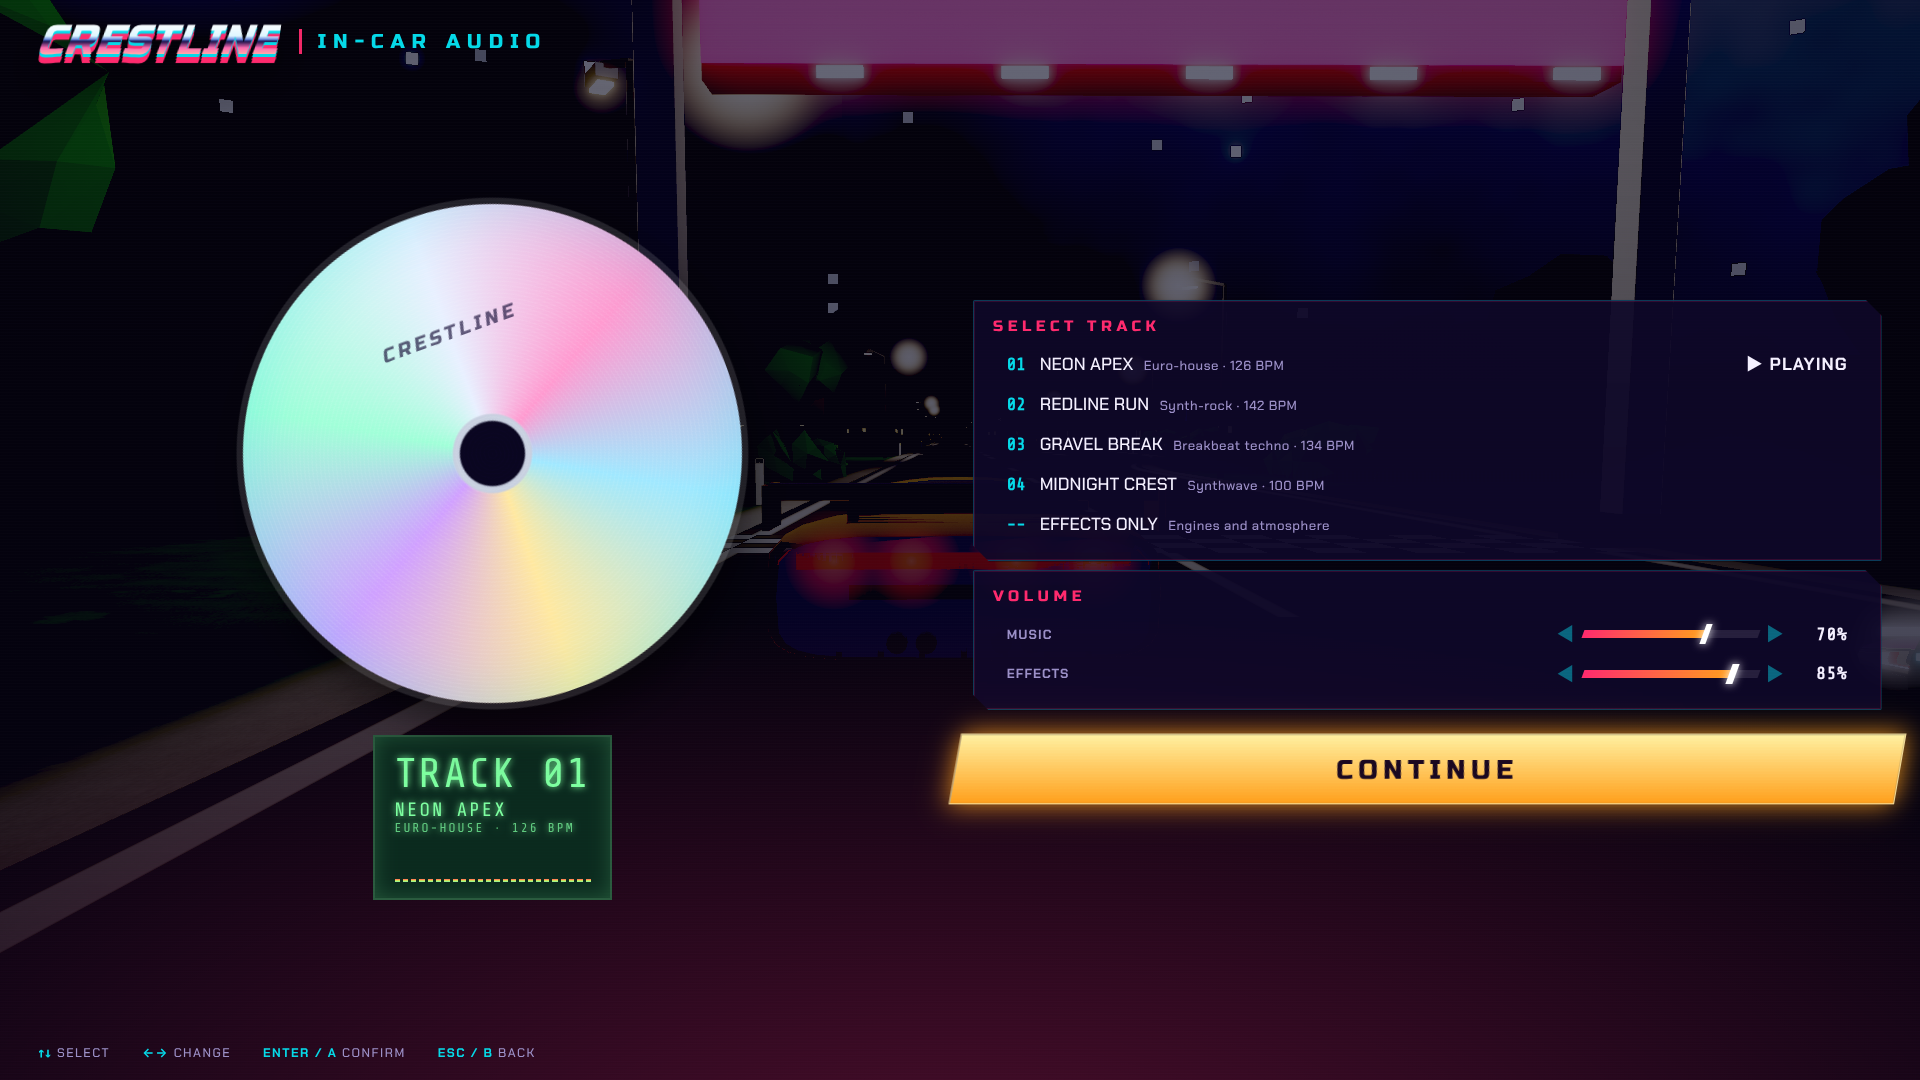 CRESTLINE IN-CAR AUDIO
CRESTLINE
TRACK 01
NEON APEX
EURO-HOUSE · 126 BPM
SELECT TRACK
01 NEON APEX Euro-house · 126 BPM ▶ PLAYING
02 REDLINE RUN Synth-rock · 142 BPM
03 GRAVEL BREAK Breakbeat techno · 134 BPM
04 MIDNIGHT CREST Synthwave · 100 BPM
-- EFFECTS ONLY Engines and atmosphere
VOLUME
MUSIC 70%
EFFECTS 85%
CONTINUE
↑↓ SELECT ←→ CHANGE ENTER / A CONFIRM ESC / B BACK